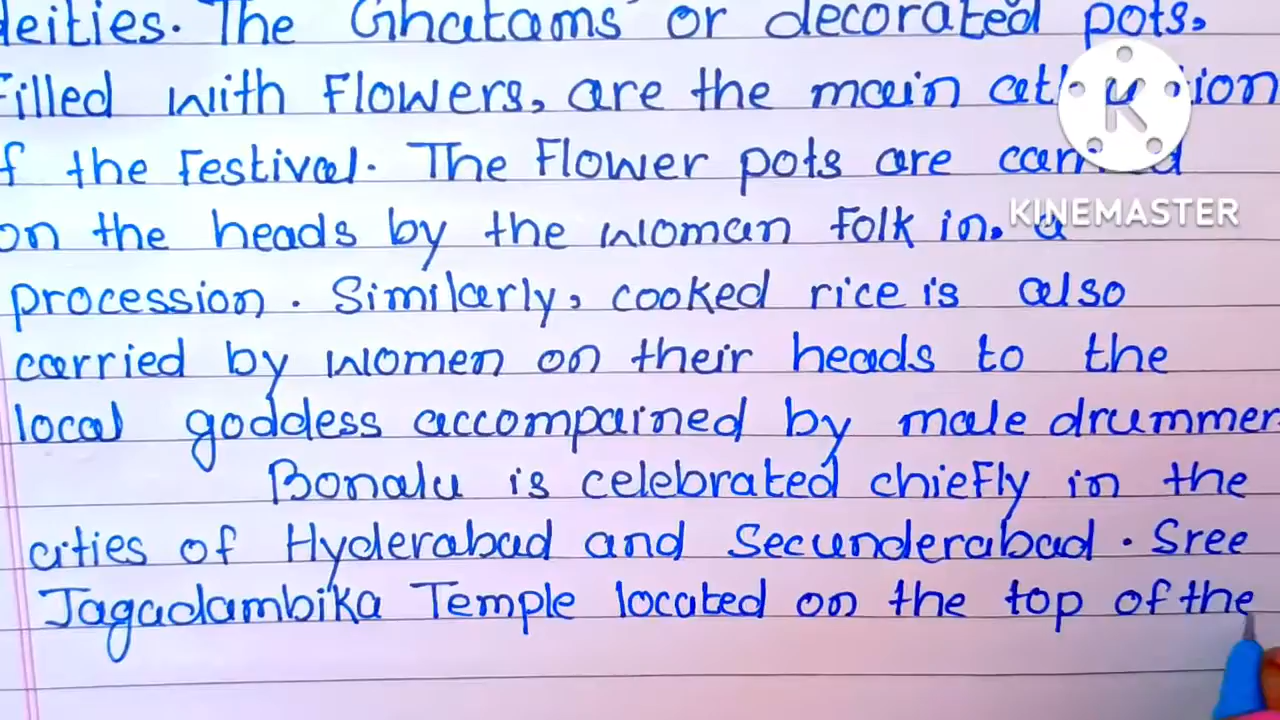 deities. The Ghatams or decorated pots,
filled with Flowers, are the main
f the Festival. The Flower pots are
on the heads by the woman folk in. a
KINEMASTER
procession. Similarly, cooked rice is also
carried by women on their heads to the
local goddess accompained by male drummer
Bonalu is celebrated chiefly in the
cities of Hyderabad and Secunderabad. Sree
Jagadambika Temple located on the top of the